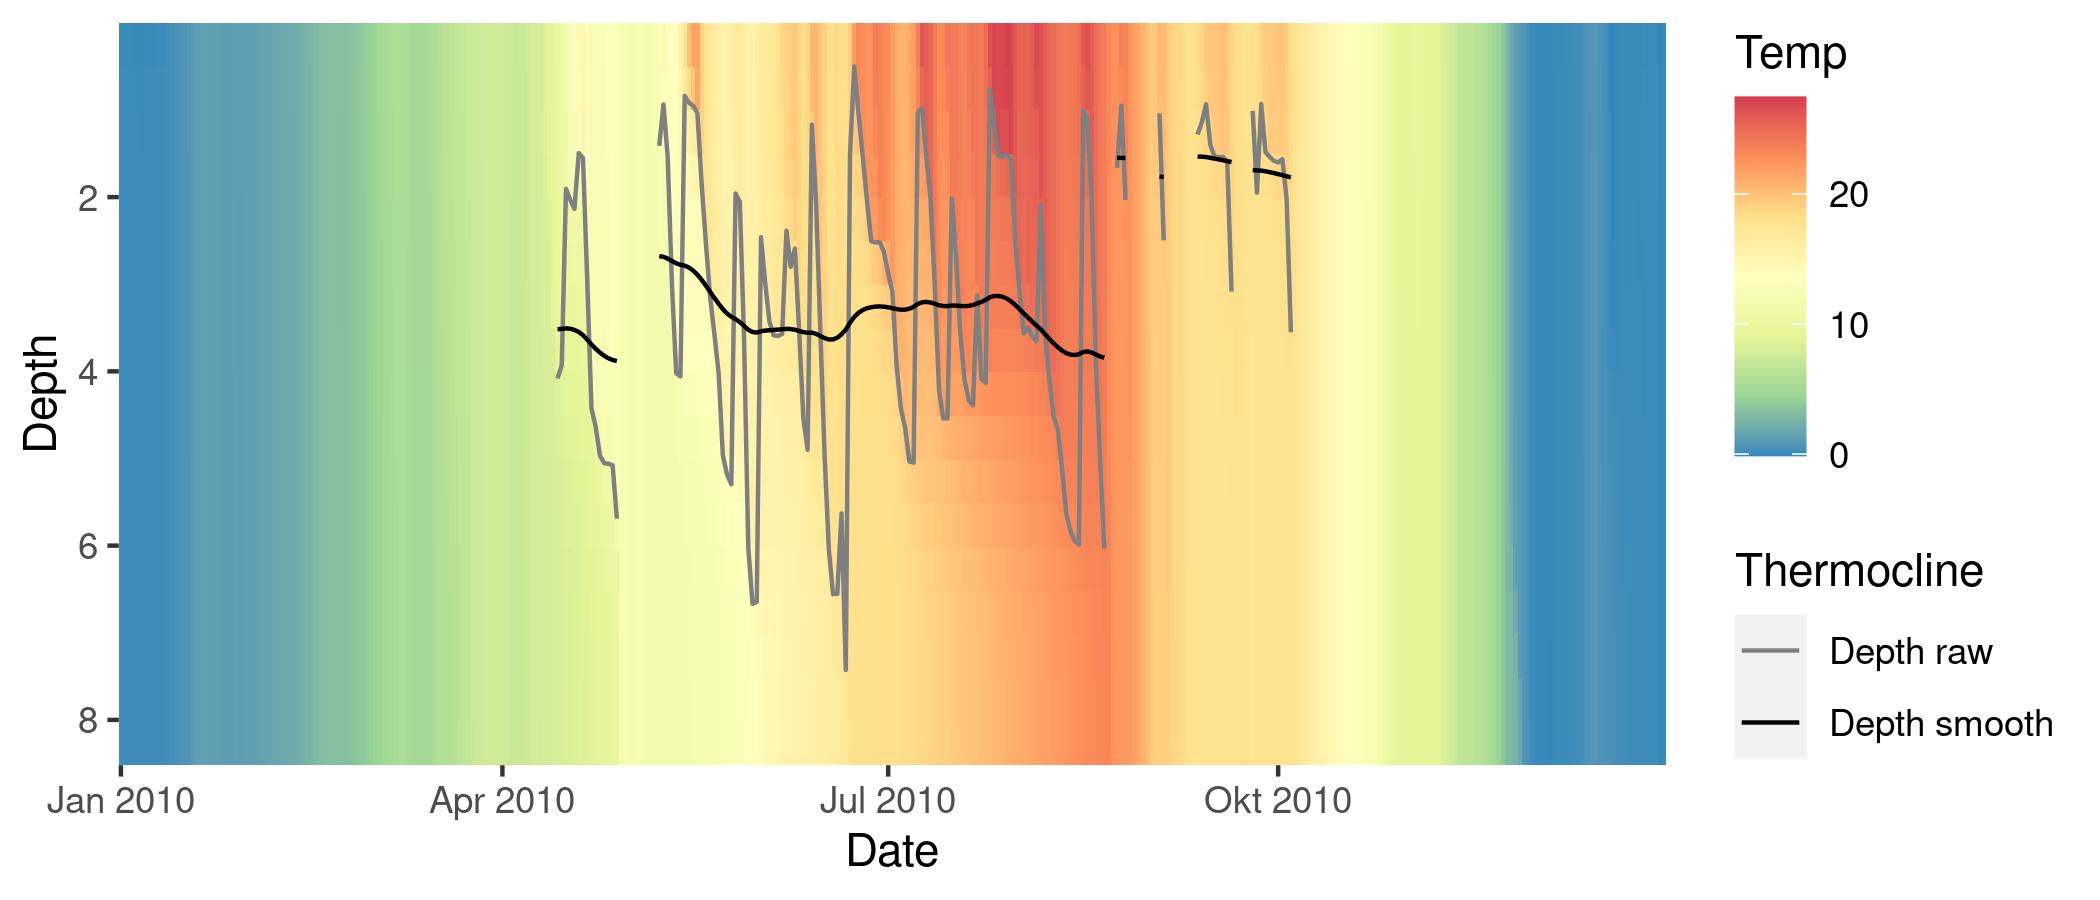 Temp
20
10
0
Thermocline
Depth raw
Depth smooth
Depth
2
4
6
8
Jan 2010
Apr 2010
Jul 2010
Okt 2010
Date